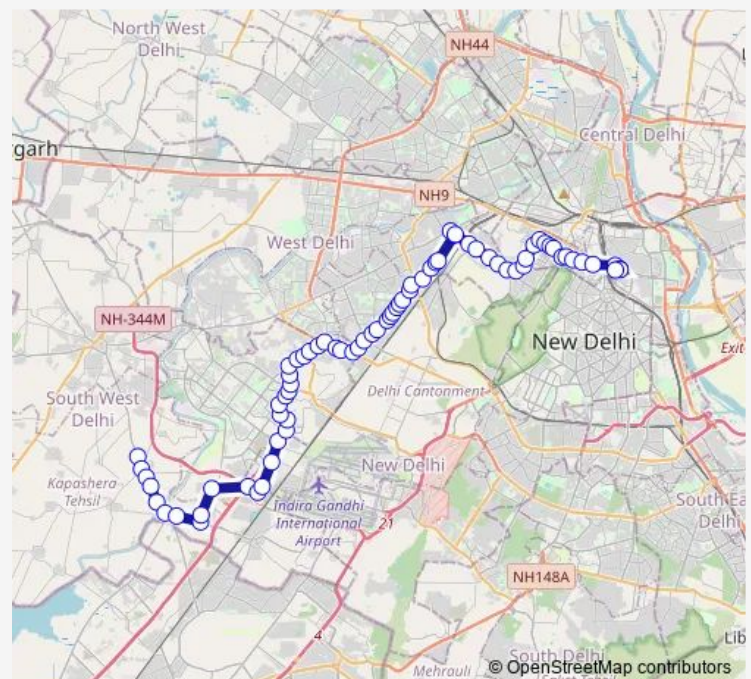 North West
Delhi
NH44
Central Delhi
argarh
NH9
West Delhi
NH-344M
New Delhi
Exit
South West
Delhi
Delhi Cantonment
Kapashera
Tehsil
New Delhi
Indira Gandhi
International
Airport
21
South Ea
Delhi
NH148A
4
Lib
South Delhi
Mehrauli
© OpenStreetMap contributors